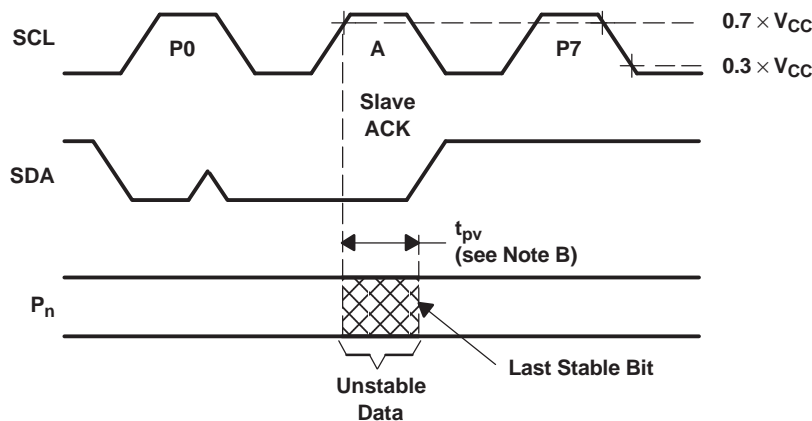 SCL
P0
A
P7
0.7 × VCC
0.3 × VCC
Slave
ACK
SDA
tpv
(see Note B)
Pn
Last Stable Bit
Unstable
Data